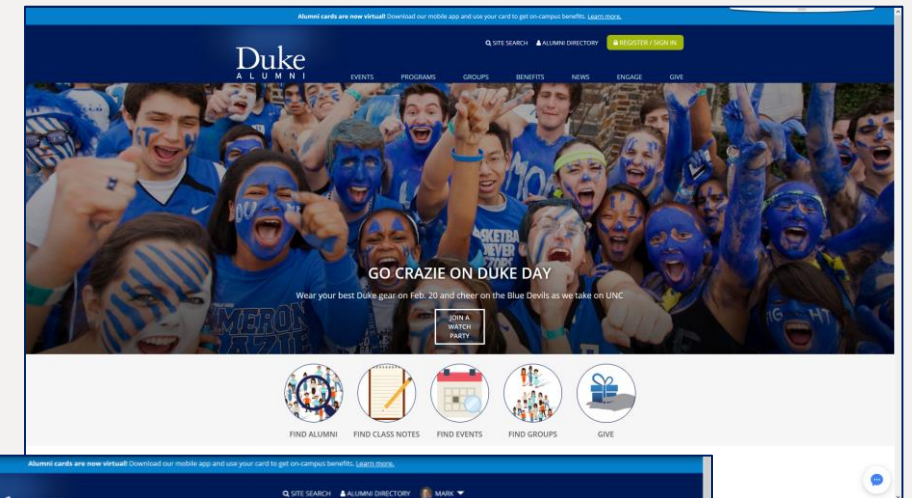 Alumni cards are now virtual! Download our mobile app and use your card to get on-campus benefits. Learn more.
SITE SEARCH ALUMNI DIRECTORY REGISTER / SIGN IN
Duke
ALUMNI
EVENTS PROGRAMS GROUPS BENEFITS NEWS ENGAGE GIVE
GO CRAZIE ON DUKE DAY
Wear your best Duke gear on Feb. 20 and cheer on the Blue Devils as we take on UNC
JOIN A
WATCH
PARTY
FIND ALUMNI FIND CLASS NOTES FIND EVENTS FIND GROUPS GIVE
Alumni cards are now virtual! Download our mobile app and use your card to get on-campus benefits. Learn more.
SITE SEARCH ALUMNI DIRECTORY MARK